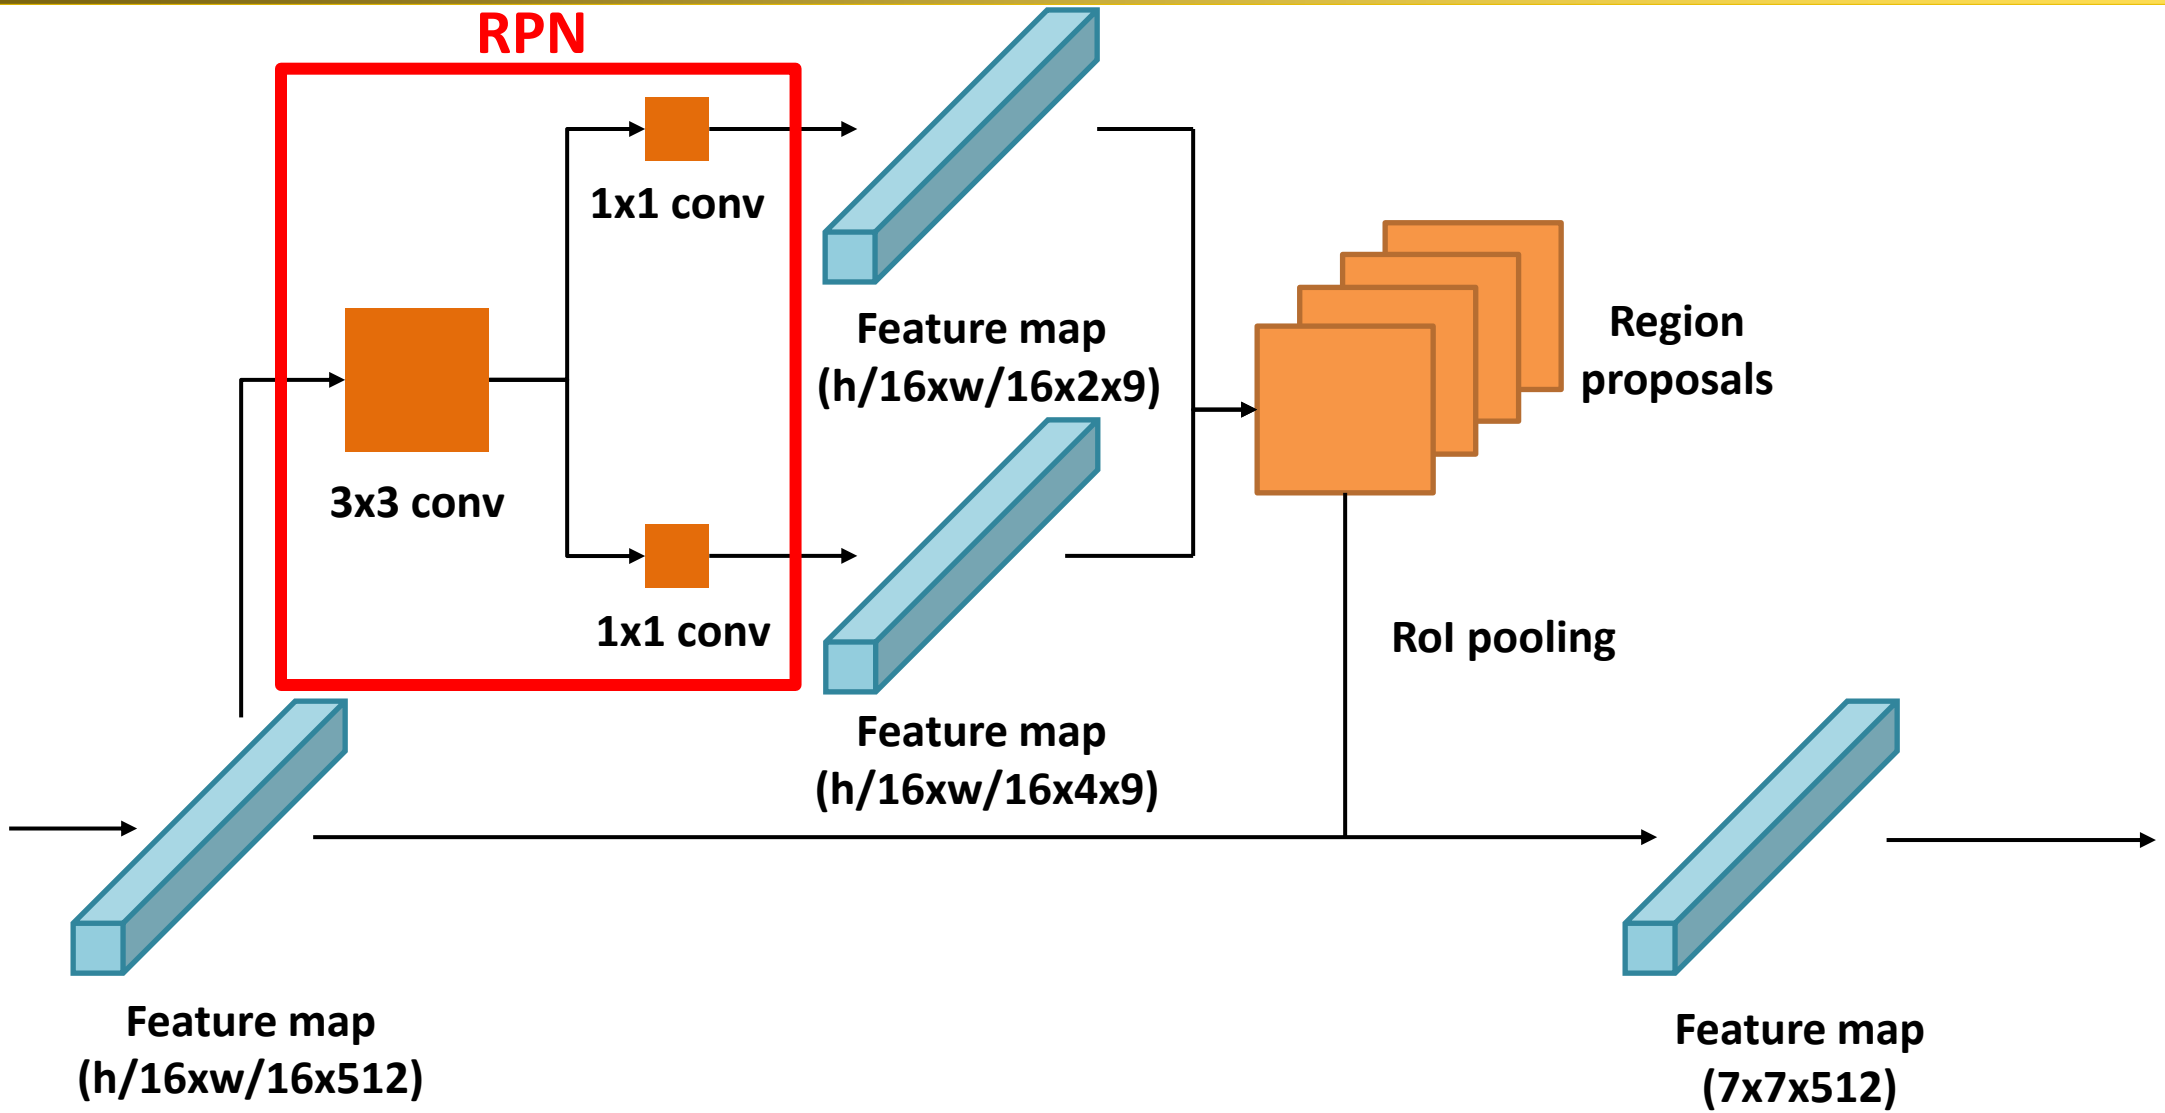 RPN
1x1 conv
3x3 conv
1x1 conv
Feature map
(h/16xw/16x2x9)
Feature map
(h/16xw/16x4x9)
Region
proposals
RoI pooling
Feature map
(h/16xw/16x512)
Feature map
(7x7x512)